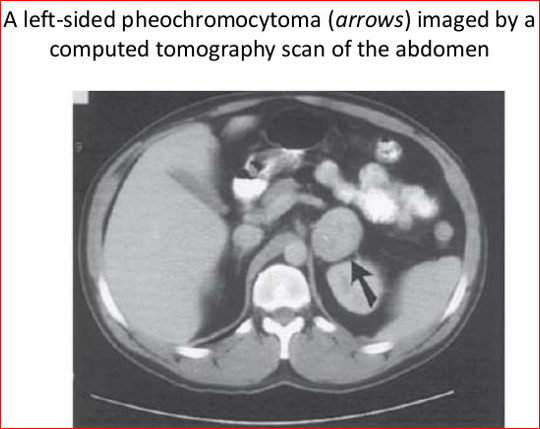 A left-sided pheochromocytoma (arrows) imaged by a
computed tomography scan of the abdomen